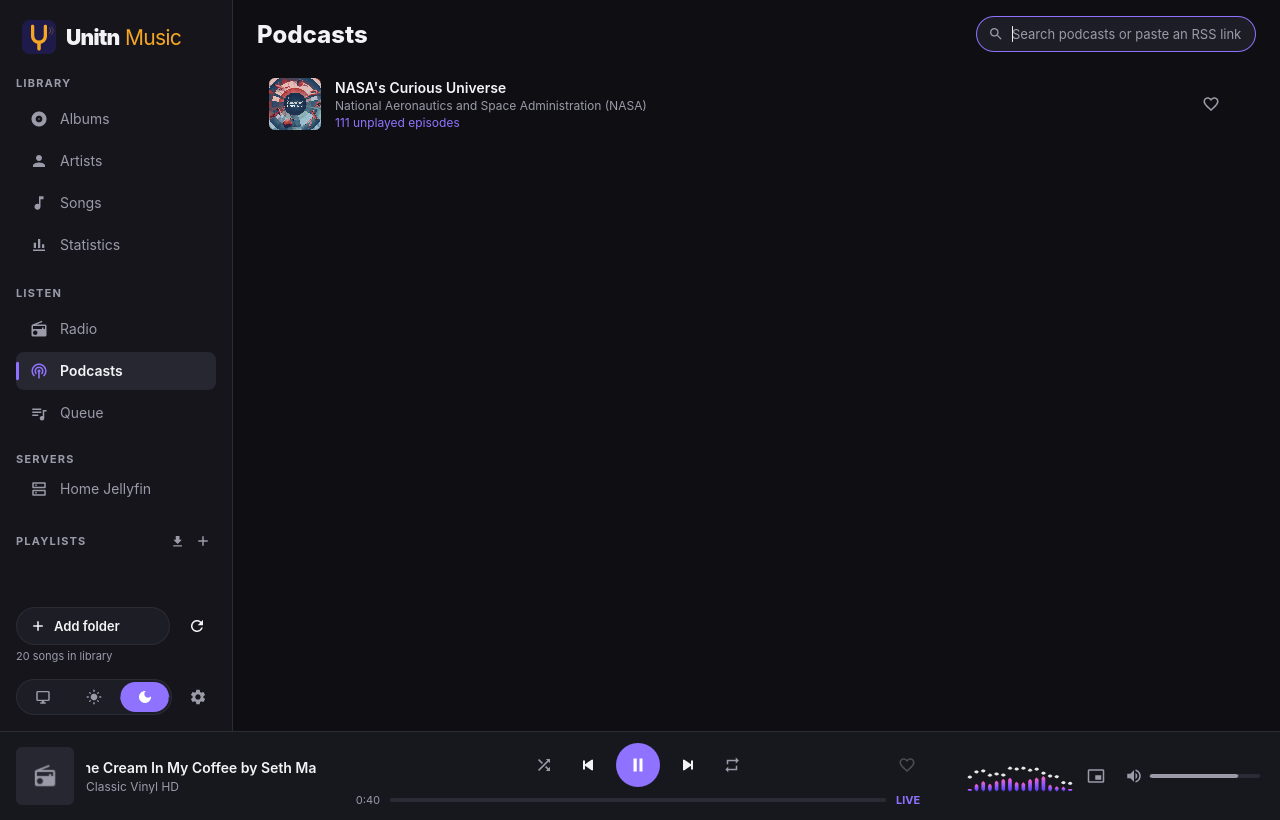 Unitn Music
LIBRARY
Albums
Artists
Songs
Statistics
LISTEN
Radio
Podcasts
Queue
SERVERS
Home Jellyfin
PLAYLISTS
Add folder
20 songs in library
Podcasts
Search podcasts or paste an RSS link
NASA's Curious Universe
National Aeronautics and Space Administration (NASA)
111 unplayed episodes
ne Cream In My Coffee by Seth Ma
Classic Vinyl HD
0:40
LIVE